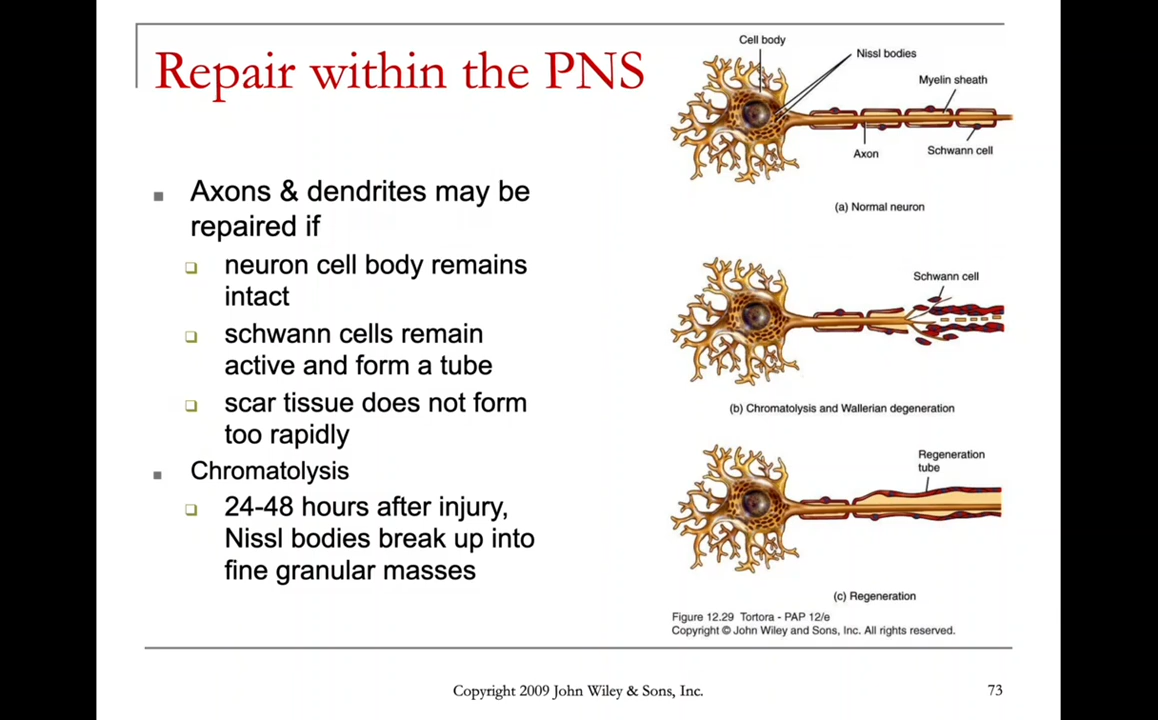 Repair within the PNS
Axons & dendrites may be
repaired if
neuron cell body remains
intact
schwann cells remain
active and form a tube
scar tissue does not form
too rapidly
Chromatolysis
24-48 hours after injury,
Nissl bodies break up into
fine granular masses
Cell body
Nissl bodies
Myelin sheath
Axon
Schwann cell
(a) Normal neuron
Schwann cell
(b) Chromatolysis and Wallerian degeneration
Regeneration
tube
(c) Regeneration
Figure 12.29 Tortora - PAP 12/e
Copyright © John Wiley and Sons, Inc. All rights reserved.
Copyright 2009 John Wiley & Sons, Inc.
73